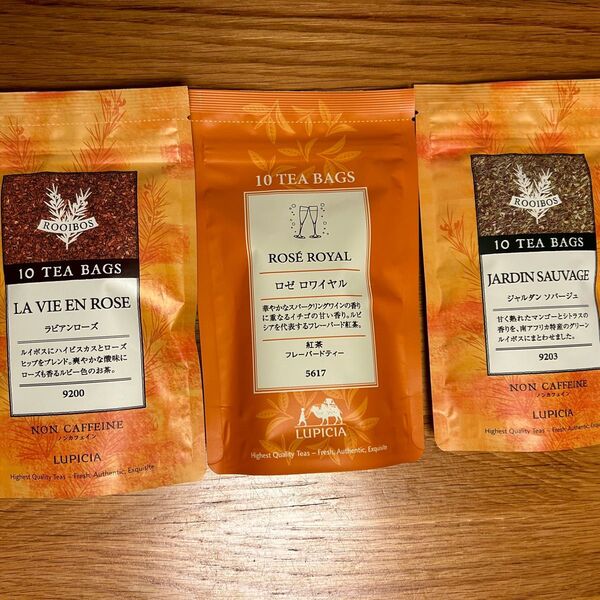 ROOIBOS
10 TEA BAGS
LA VIE EN ROSE
ラビアンローズ
ルイボスにハイビスカスとローズ
ヒップをブレンド。爽やかな酸味に
ローズも香るルビー色のお茶。
9200
NON CAFFEINE
ノンカフェイン
LUPICIA
Highest Quality Teas – Fresh, Authentic, Exquisite
10 TEA BAGS
ROSÉ ROYAL
ロゼ ロワイヤル
華やかなスパークリングワインの香り
に重なるイチゴの甘い香り。ルピ
シアを代表するフレーバード紅茶。
紅茶
フレーバードティー
5617
LUPICIA
Highest Quality Teas – Fresh, Authentic, Exquisite
ROOIBOS
10 TEA BAGS
JARDIN SAUVAGE
ジャルダン ソバージュ
甘く熟れたマンゴーとシトラスの
香りを、南アフリカ特産のグリーン
ルイボスにまとわせました。
9203
NON CAFFEINE
ノンカフェイン
LUPICIA
Highest Quality Teas – Fresh, Authentic, Exquisite